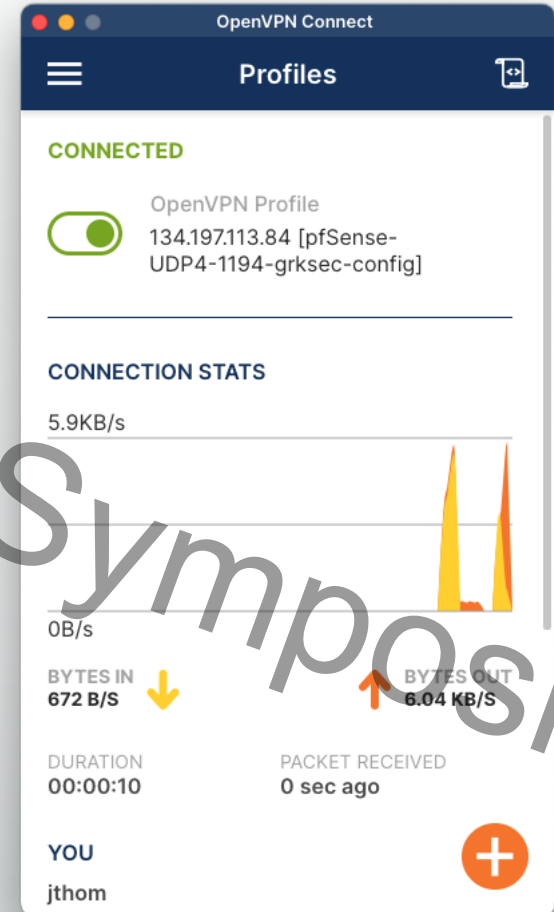 OpenVPN Connect
Profiles
CONNECTED
OpenVPN Profile
134.197.113.84 [pfSense-
UDP4-1194-grksec-config]
CONNECTION STATS
5.9KB/s
0B/s
BYTES IN
672 B/S
BYTES OUT
6.04 KB/S
DURATION
00:00:10
PACKET RECEIVED
0 sec ago
YOU
jthom